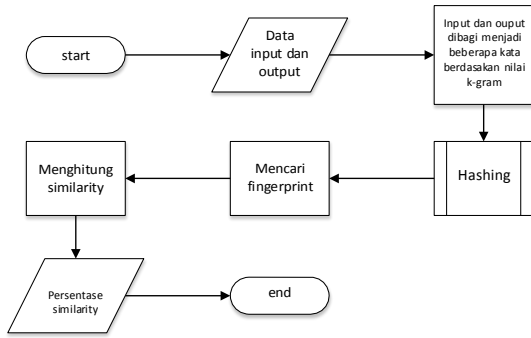 start
Data
input dan
output
Input dan ouput
dibagi menjadi
beberapa kata
berdasakan nilai
k-gram
Hashing
Mencari
fingerprint
Menghitung
similarity
Persentase
similarity
end